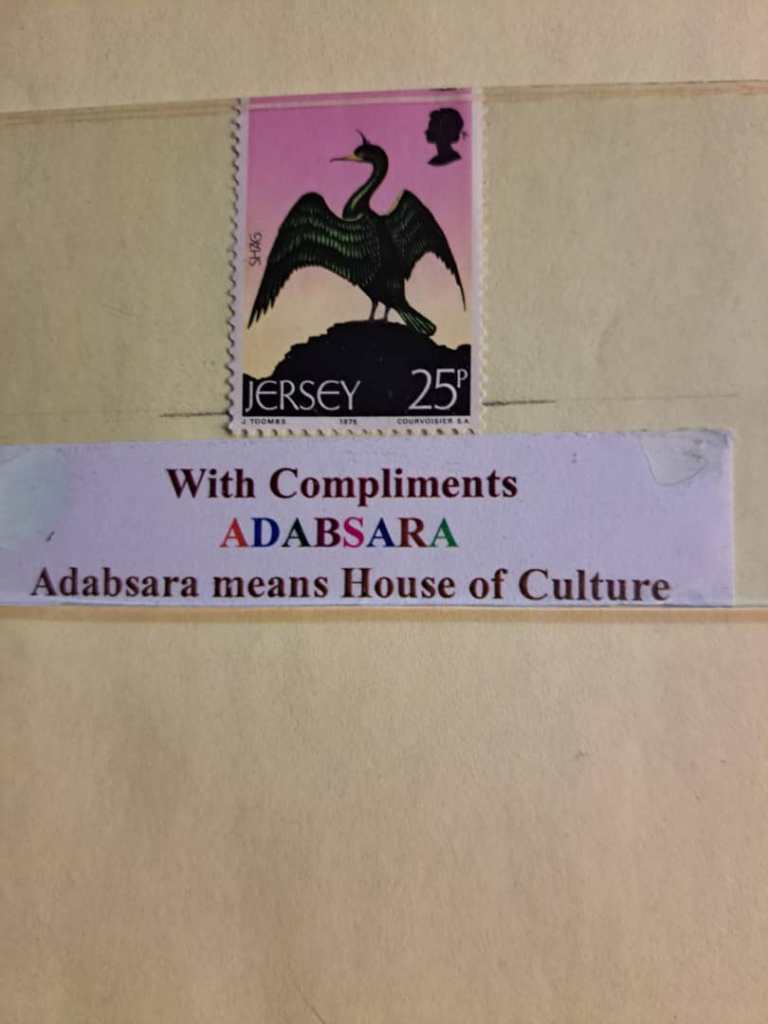 SHAG
JERSEY 25P
J. TOOMBS 1975 COURVOISIER S.A.
With Compliments
ADABSARA
Adabsara means House of Culture